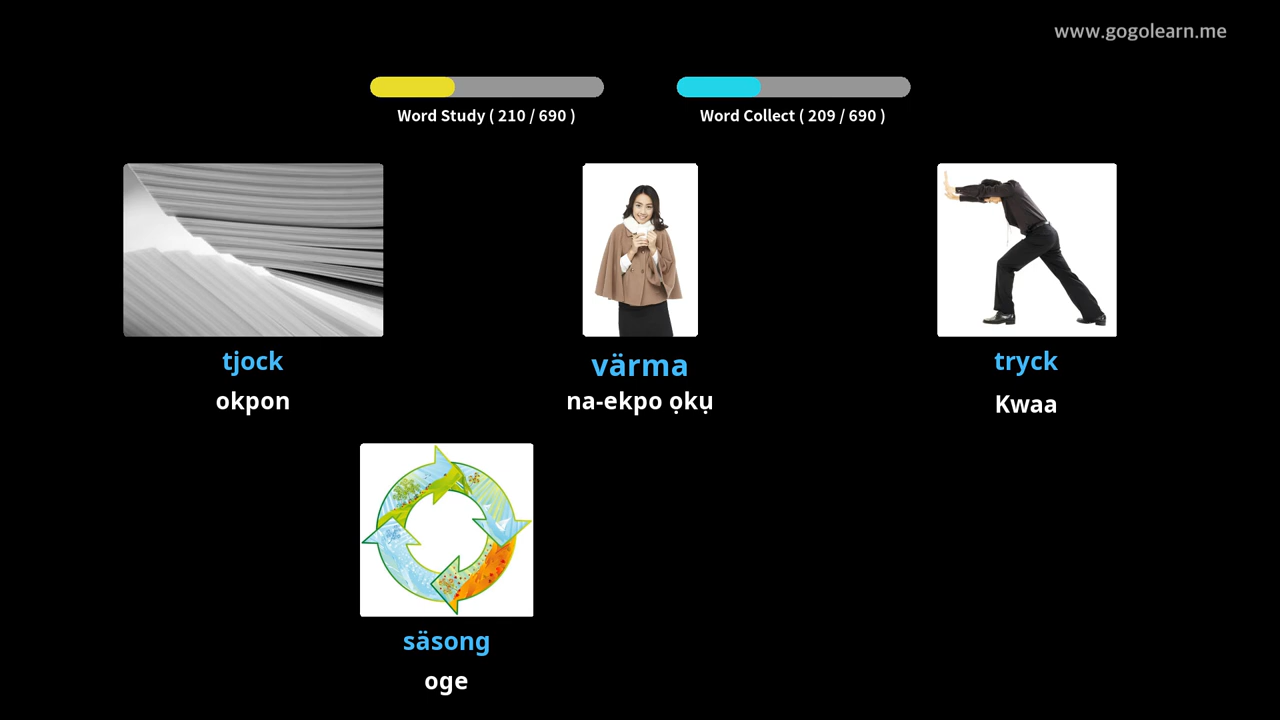 www.gogolearn.me
Word Study ( 210 / 690 )
Word Collect ( 209 / 690 )
tjock
okpon
värma
na-ekpo ọkụ
tryck
Kwaa
säsong
oge